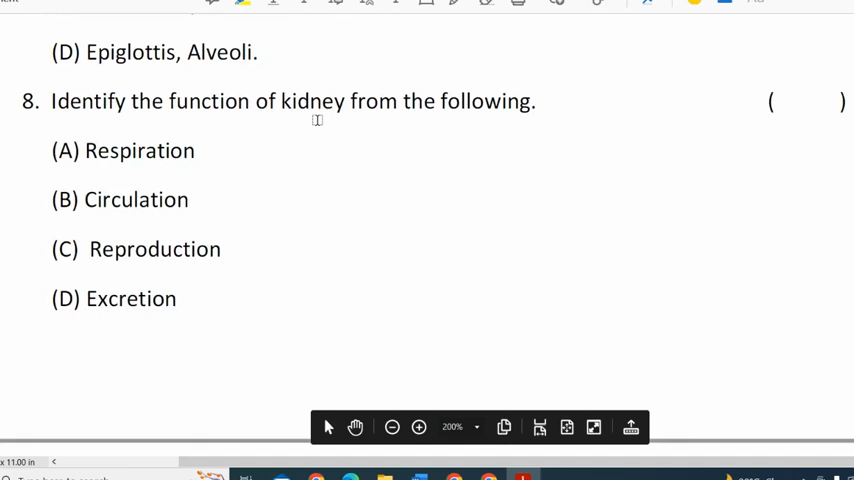 (D) Epiglottis, Alveoli.
8. Identify the function of kidney from the following. ( )
(A) Respiration
(B) Circulation
(C) Reproduction
(D) Excretion
200%
x 11.00 in